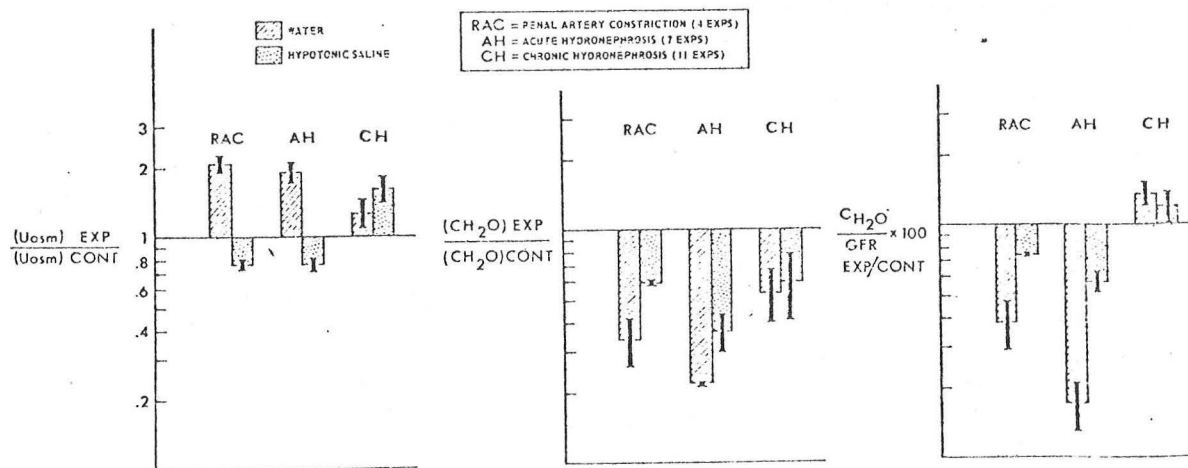 WATER
HYPOTONIC SALINE
RAC = RENAL ARTERY CONSTRICTION (4 EXPS)
AH = ACUTE HYDRONEPHROSIS (7 EXPS)
CH = CHRONIC HYDRONEPHROSIS (11 EXPS)
3
2
1
.8
.6
.4
.2
RAC AH CH
(Uosm) EXP
(Uosm) CONT
RAC AH CH
(CH2O) EXP
(CH2O) CONT
RAC AH CH
CH2O
GFR × 100
EXP/CONT